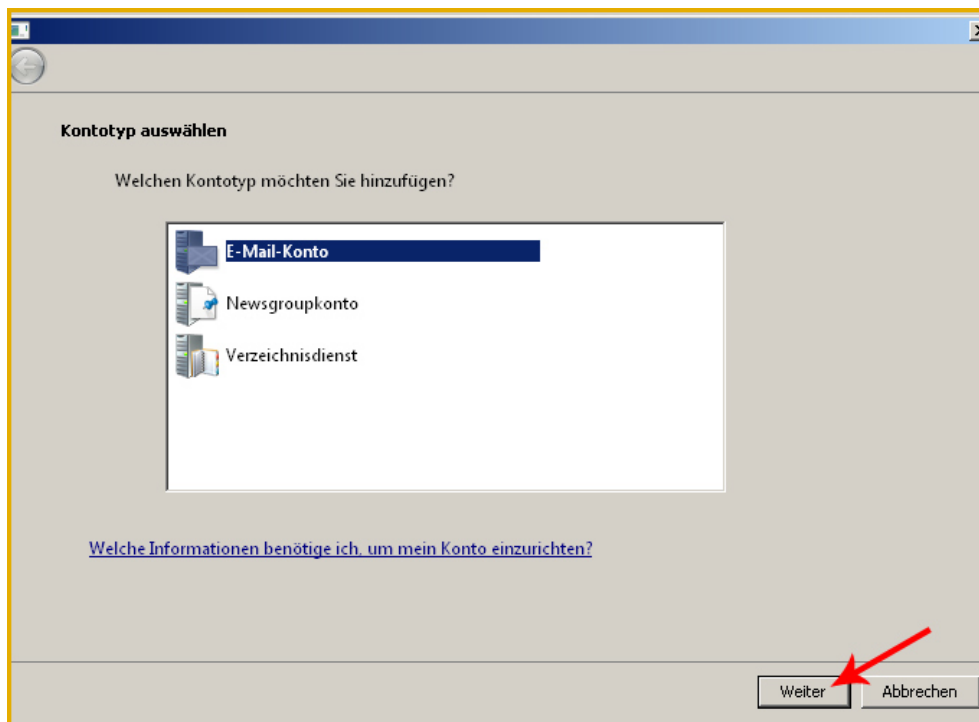 Kontotyp auswählen
Welchen Kontotyp möchten Sie hinzufügen?
E-Mail-Konto
Newsgroupkonto
Verzeichnisdienst
Welche Informationen benötige ich, um mein Konto einzurichten?
Weiter
Abbrechen